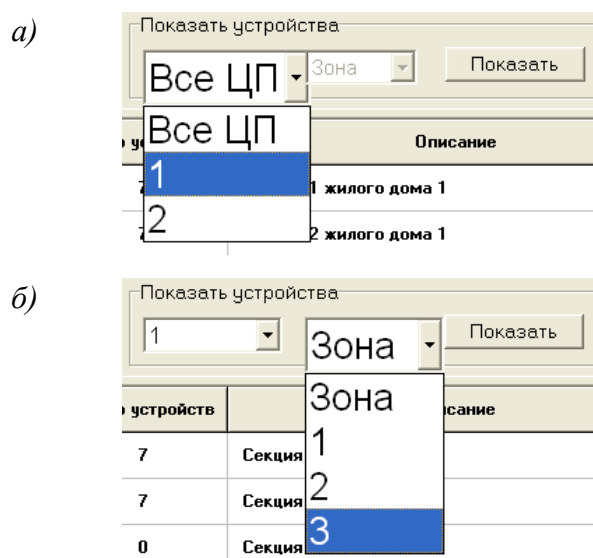 а)
Показать устройства
Все ЦП Зона Показать
Все ЦП
Описание
1
1 жилого дома 1
2
2 жилого дома 1
б)
Показать устройства
1 Зона Показать
Зона
устройств
1
7 Секция
2
7 Секция
3
0 Секция